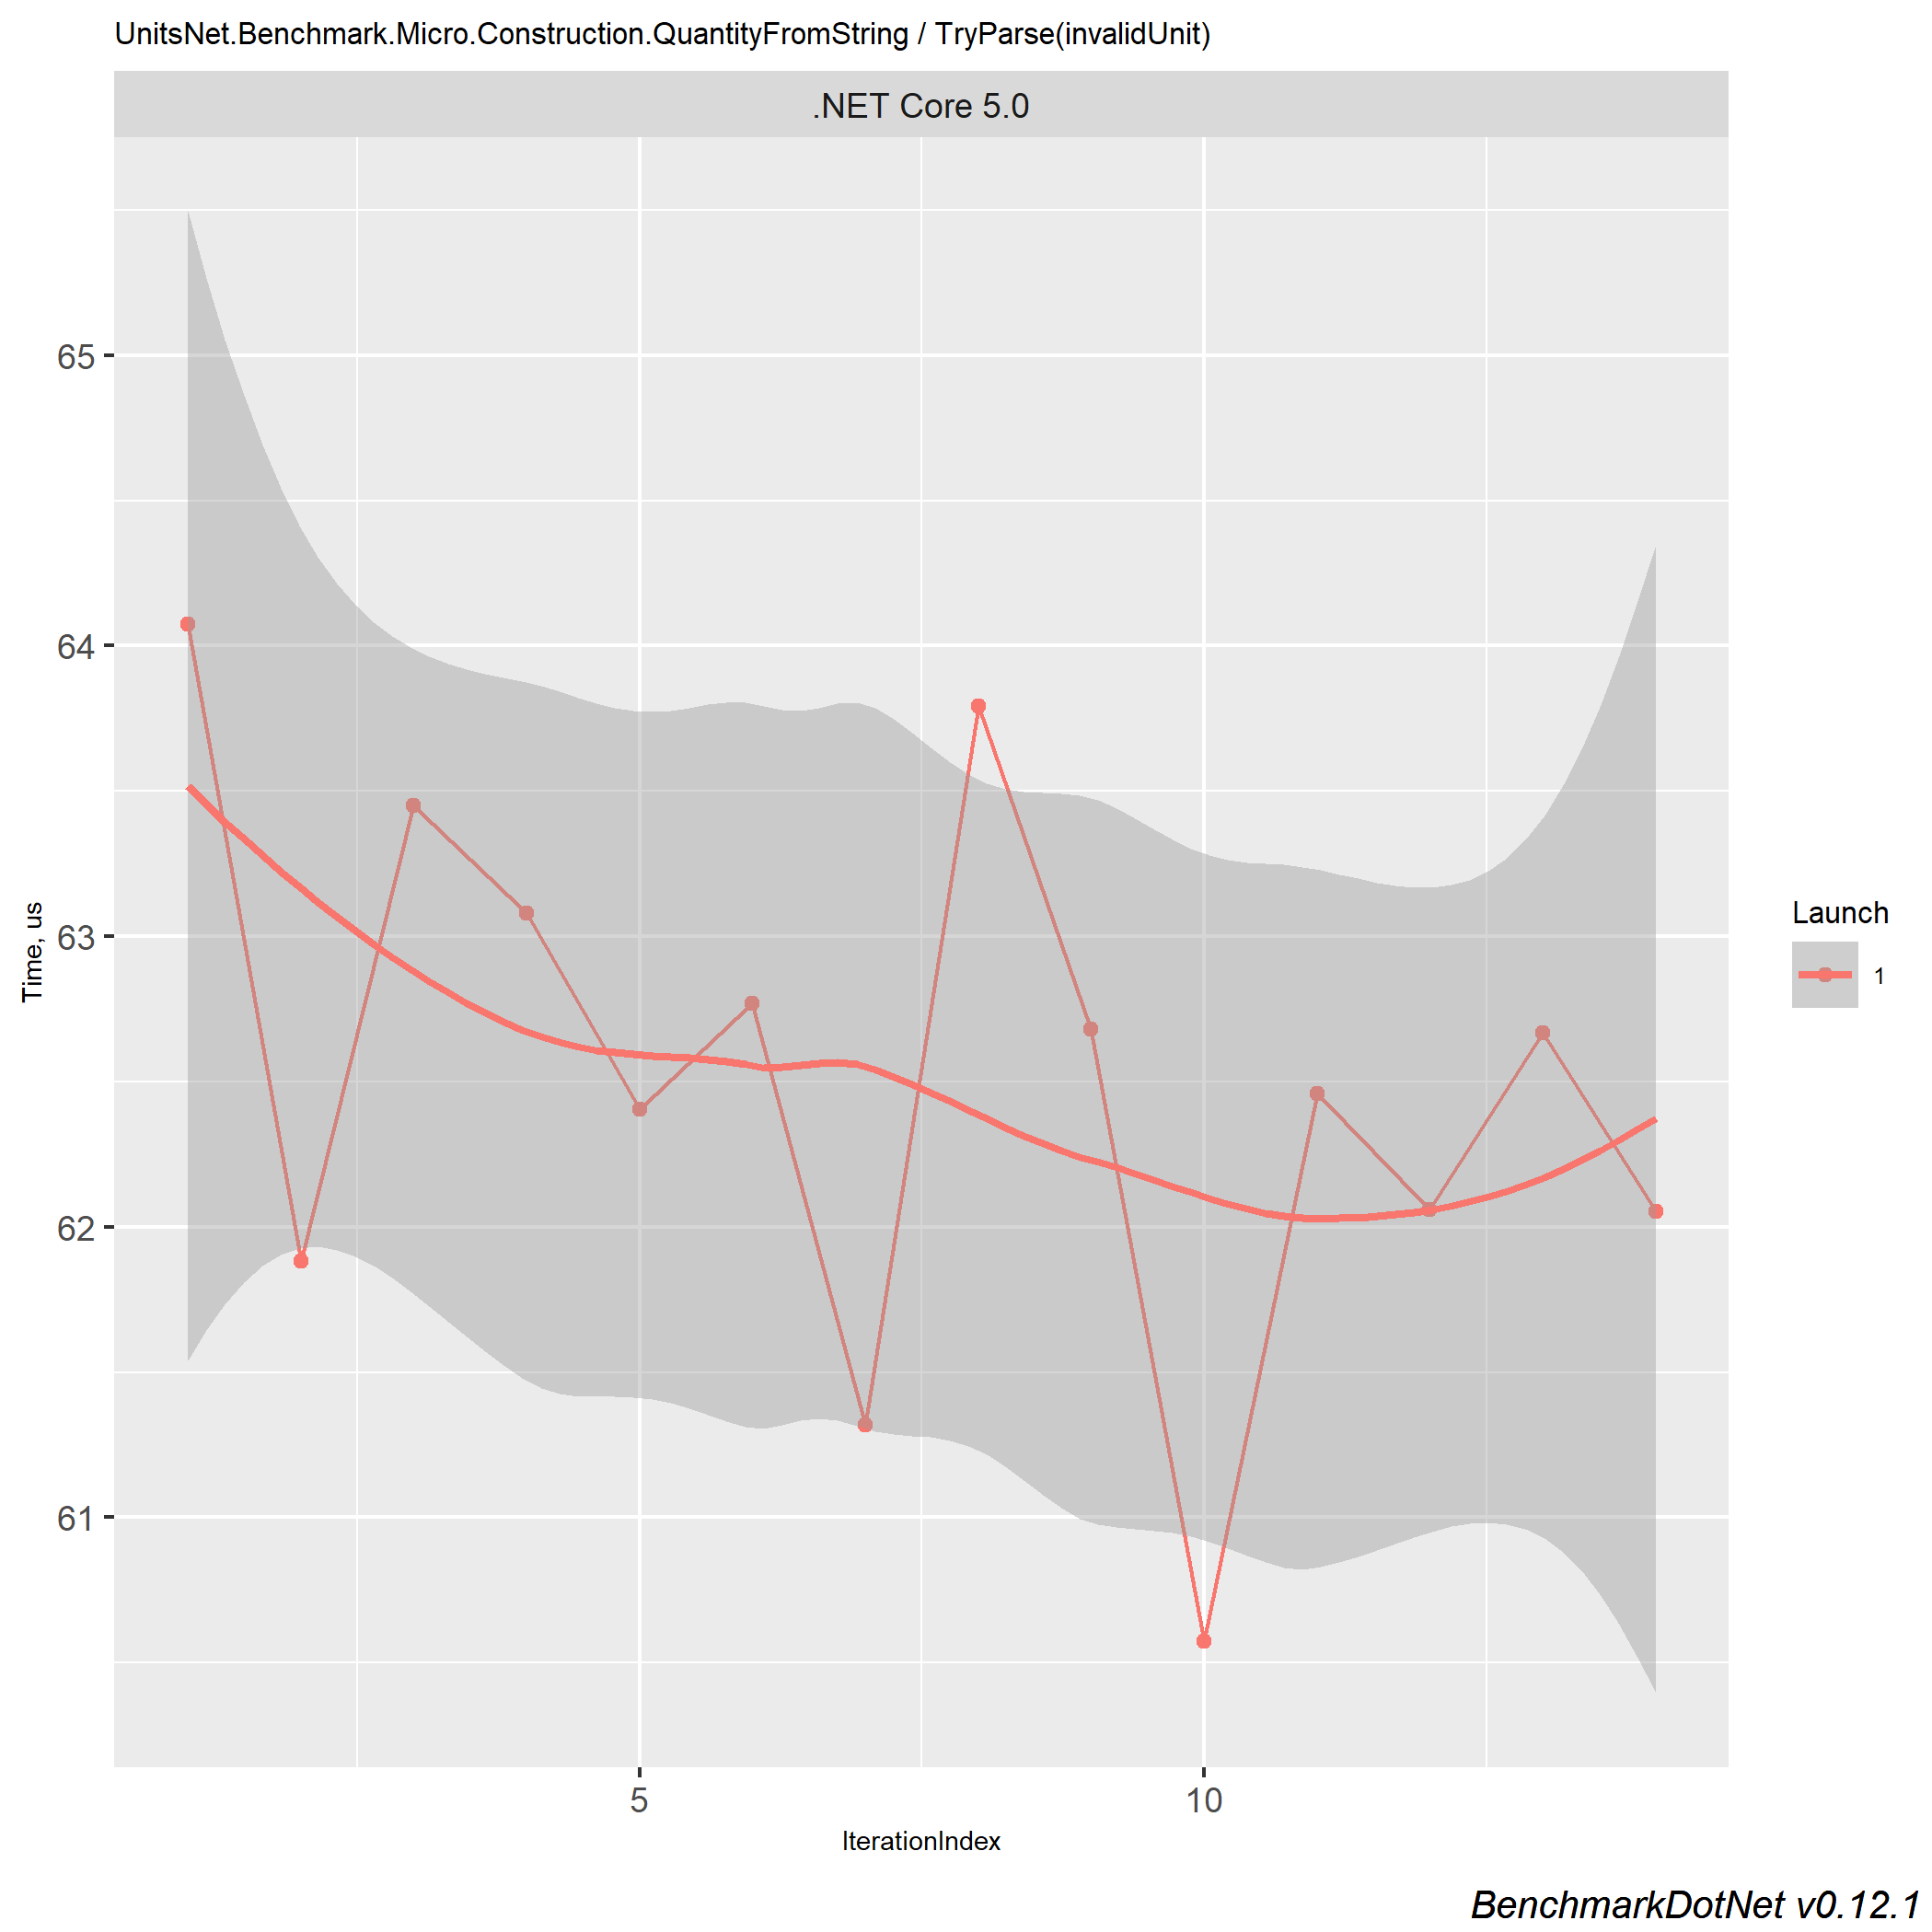 UnitsNet.Benchmark.Micro.Construction.QuantityFromString / TryParse(invalidUnit)
.NET Core 5.0
65
64
63
62
61
Time, us
5
10
IterationIndex
Launch
1
BenchmarkDotNet v0.12.1